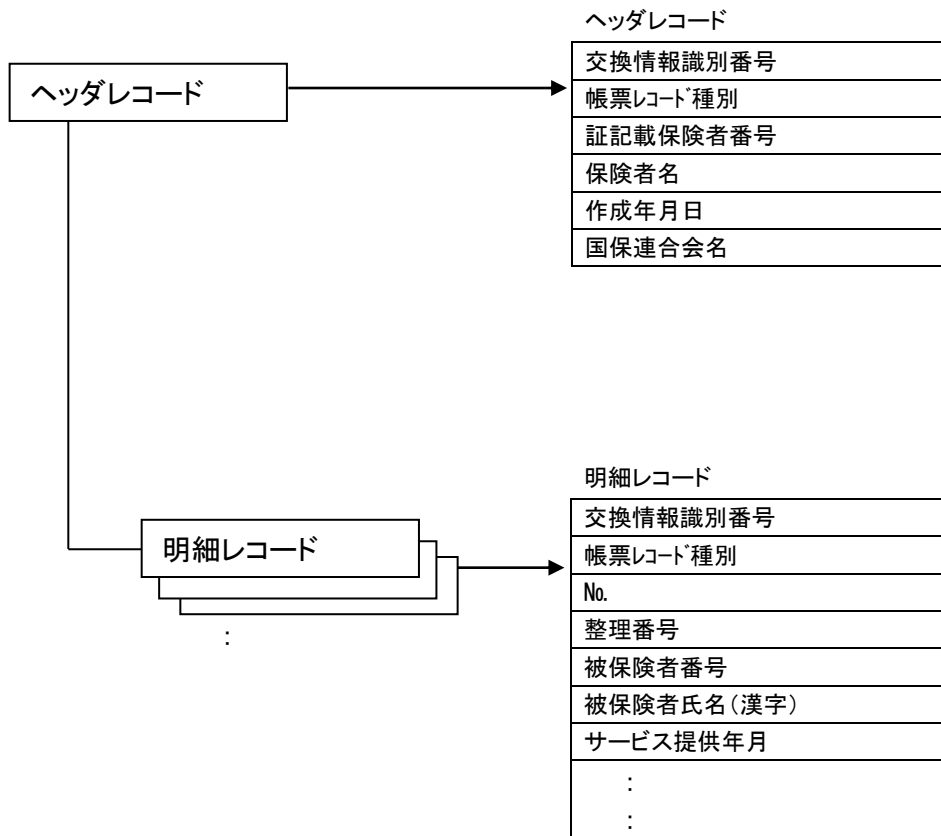 ヘッダレコード
ヘッダレコード
交換情報識別番号
帳票ﾚｺｰﾄﾞ種別
証記載保険者番号
保険者名
作成年月日
国保連合会名
明細レコード
明細レコード
:
交換情報識別番号
帳票ﾚｺｰﾄﾞ種別
№
整理番号
被保険者番号
被保険者氏名(漢字)
サービス提供年月
:
: